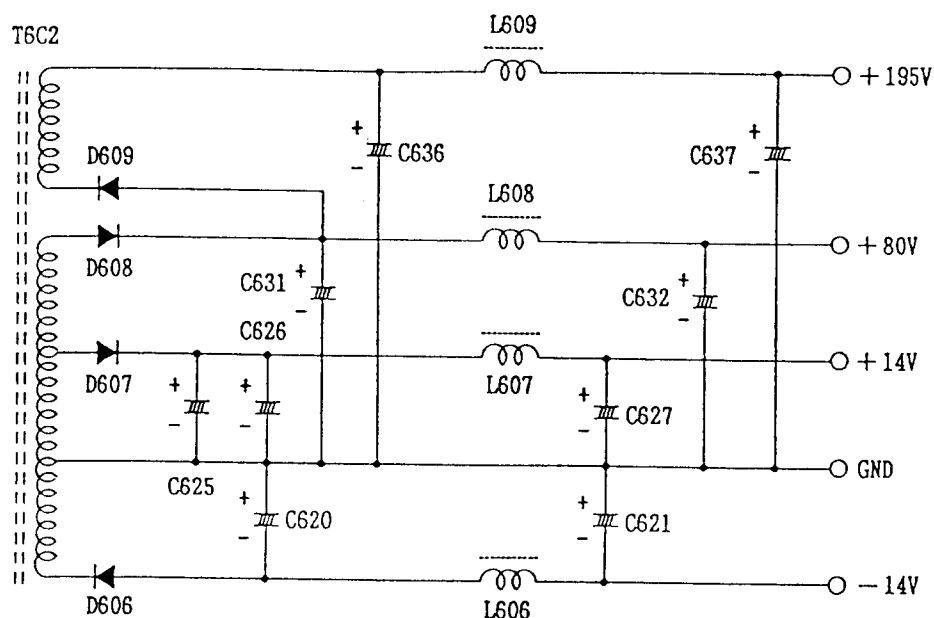 T6C2
L609
+195V
+
-
C636
C637
+
-
D609
L608
D608
+80V
C631
+
-
C632
+
-
C626
D607
L607
+14V
+
-
+
-
+
-
C627
GND
C625
+
-
C620
+
-
C621
D606
L606
-14V